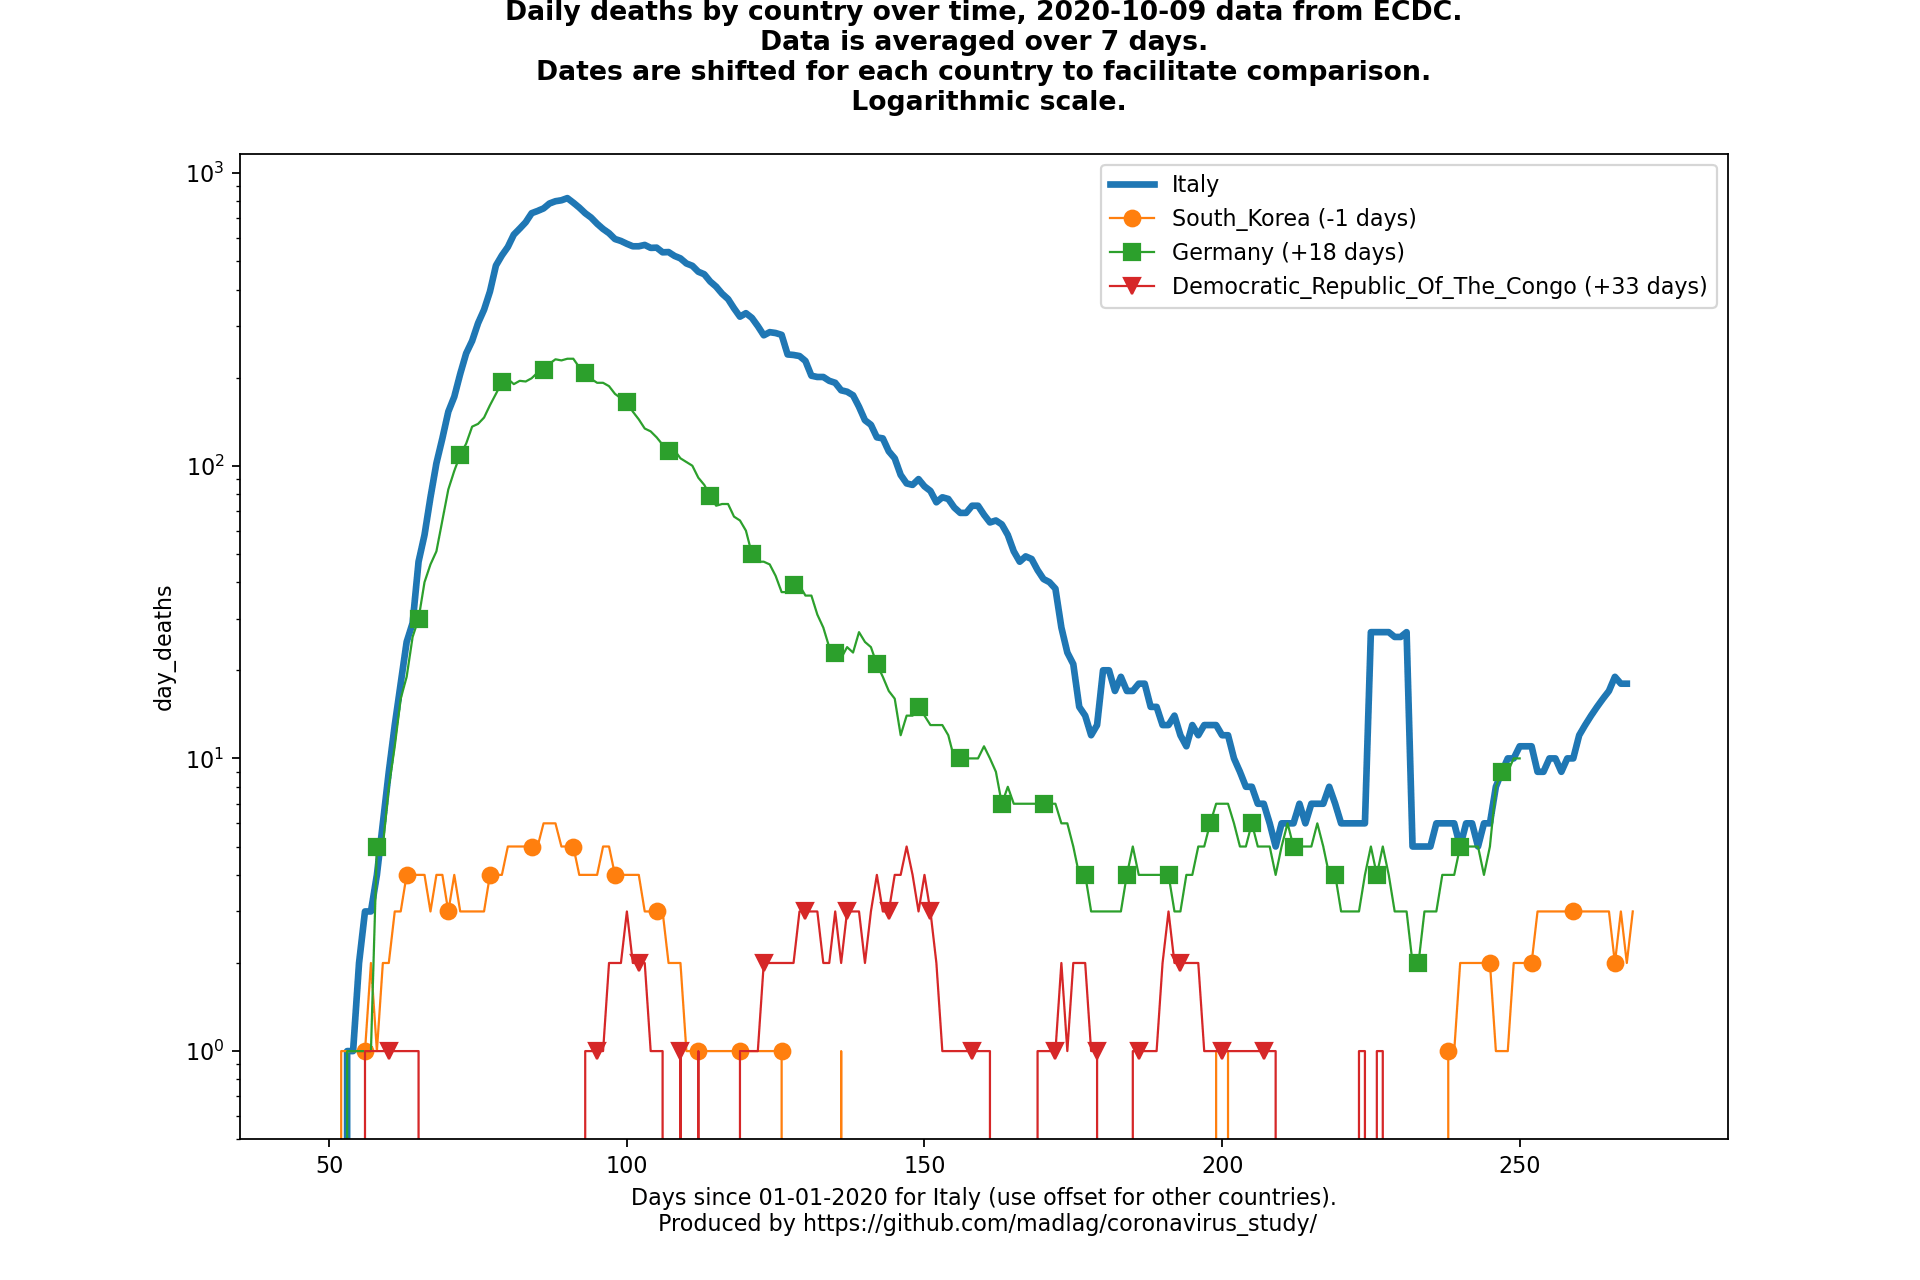 Daily deaths by country over time, 2020-10-09 data from ECDC.
Data is averaged over 7 days.
Dates are shifted for each country to facilitate comparison.
Logarithmic scale.
10³
10²
10¹
10⁰
day_deaths
Italy
South_Korea (-1 days)
Germany (+18 days)
Democratic_Republic_Of_The_Congo (+33 days)
50
100
150
200
250
Days since 01-01-2020 for Italy (use offset for other countries).
Produced by https://github.com/madlag/coronavirus_study/